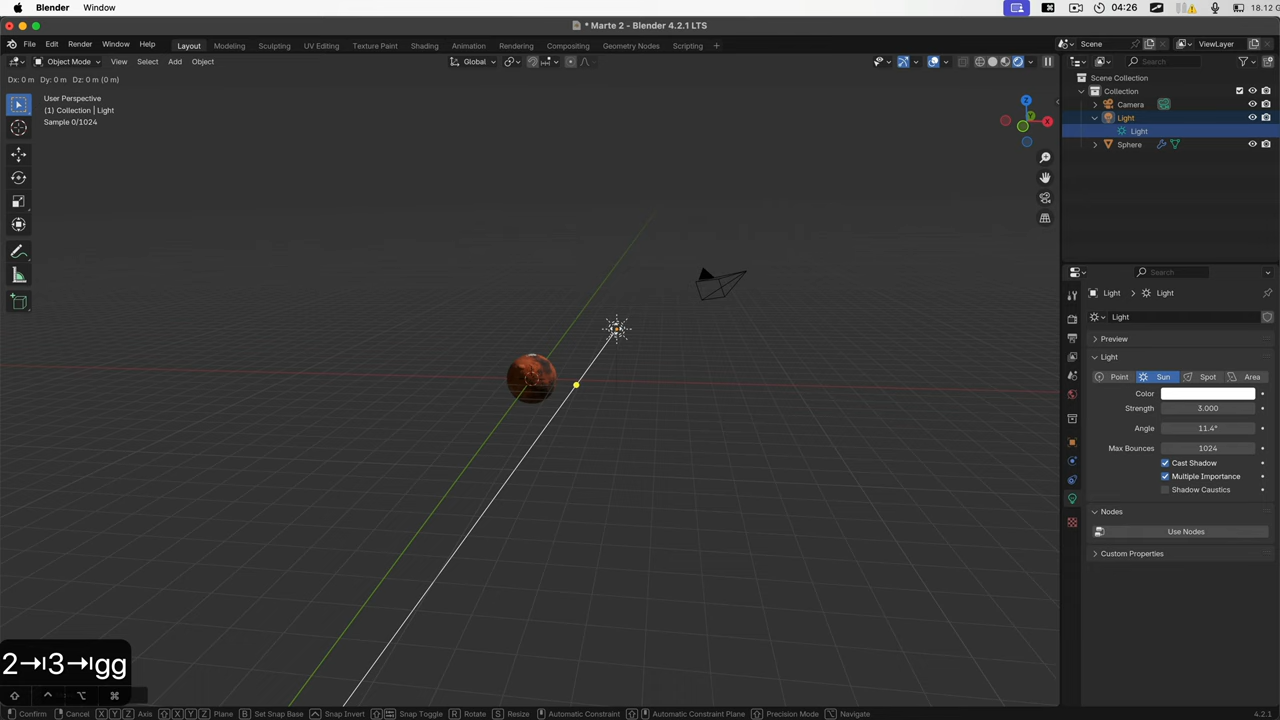 Blender Window
04:26
18.12
* Marte 2 - Blender 4.2.1 LTS
File Edit Render Window Help
Layout Modeling Sculpting UV Editing Texture Paint Shading Animation Rendering Compositing Geometry Nodes Scripting +
Scene
ViewLayer
Object Mode View Select Add Object
Global
Search
Dx: 0 m Dy: 0 m Dz: 0 m (0 m)
User Perspective
(1) Collection | Light
Sample 0/1024
Z
X
Y
Scene Collection
Collection
Camera
Light
Light
Sphere
Search
Light > Light
Light
Preview
Light
Point Sun Spot Area
Color
Strength 3.000
Angle 11.4°
Max Bounces 1024
Cast Shadow
Multiple Importance
Shadow Caustics
Nodes
Use Nodes
Custom Properties
2⇥3⇥gg
⇧ ^ ⌥ ⌘
Confirm Cancel X Y Z Axis X Y Z Plane B Set Snap Base Snap Invert Snap Toggle G Move R Rotate S Resize Automatic Constraint Automatic Constraint Plane Precision Mode Navigate
4.2.1